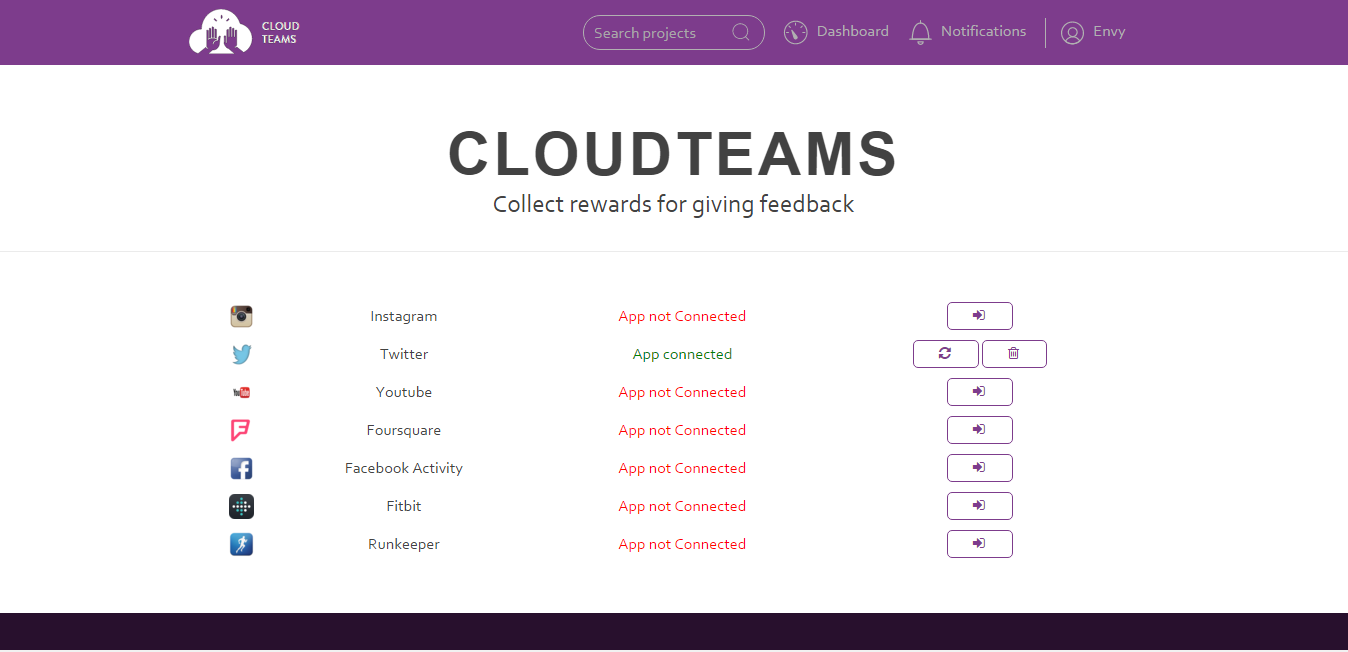 CLOUD
TEAMS
Search projects
Dashboard
Notifications
Envy
CLOUDTEAMS
Collect rewards for giving feedback
Instagram App not Connected
Twitter App connected
You Tube
Youtube App not Connected
Foursquare App not Connected
Facebook Activity App not Connected
Fitbit App not Connected
Runkeeper App not Connected